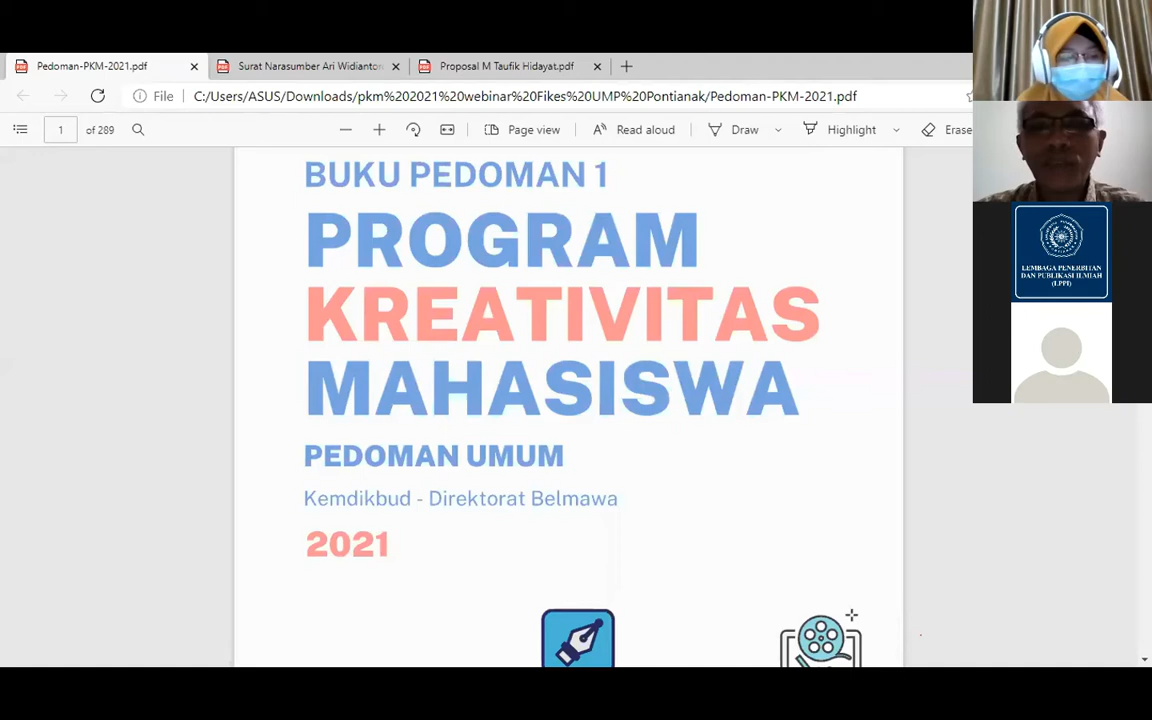 Pedoman-PKM-2021.pdf
Surat Narasumber Ari Widianton
Proposal M Taufik Hidayat.pdf
File
C:/Users/ASUS/Downloads/pkm%202021%20webinar%20Fikes%20UMP%20Pontianak/Pedoman-PKM-2021.pdf
1 of 289
Page view
Read aloud
Draw
Highlight
Erase
BUKU PEDOMAN 1
PROGRAM
KREATIVITAS
MAHASISWA
PEDOMAN UMUM
Kemdikbud - Direktorat Belmawa
2021
LEMBAGA PENERBITAN
DAN PUBLIKASI ILMIAH
(LPPI)